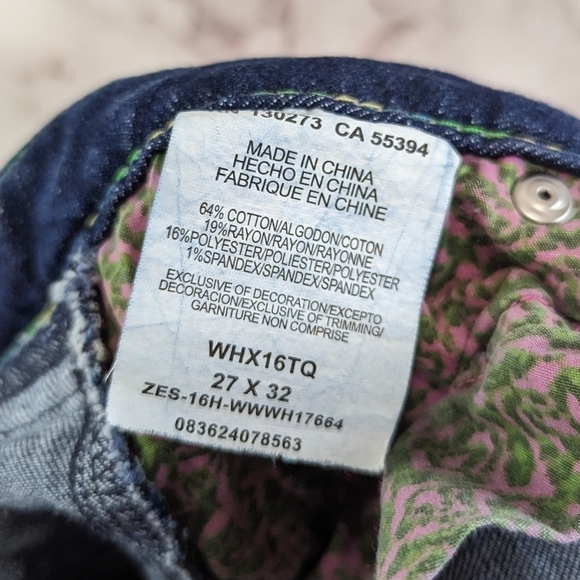 130273 CA 55394
MADE IN CHINA
HECHO EN CHINA
FABRIQUE EN CHINE
64% COTTON/ALGODON/COTON
19%RAYON/RAYON/RAYONNE
16%POLYESTER/POLIESTER/POLYESTER
1%SPANDEX/SPANDEX/SPANDEX
EXCLUSIVE OF DECORATION/EXCEPTO
DECORACION/EXCLUSIVE OF TRIMMING/
GARNITURE NON COMPRISE
WHX16TQ
27 X 32
ZES-16H-WWWH17664
083624078563